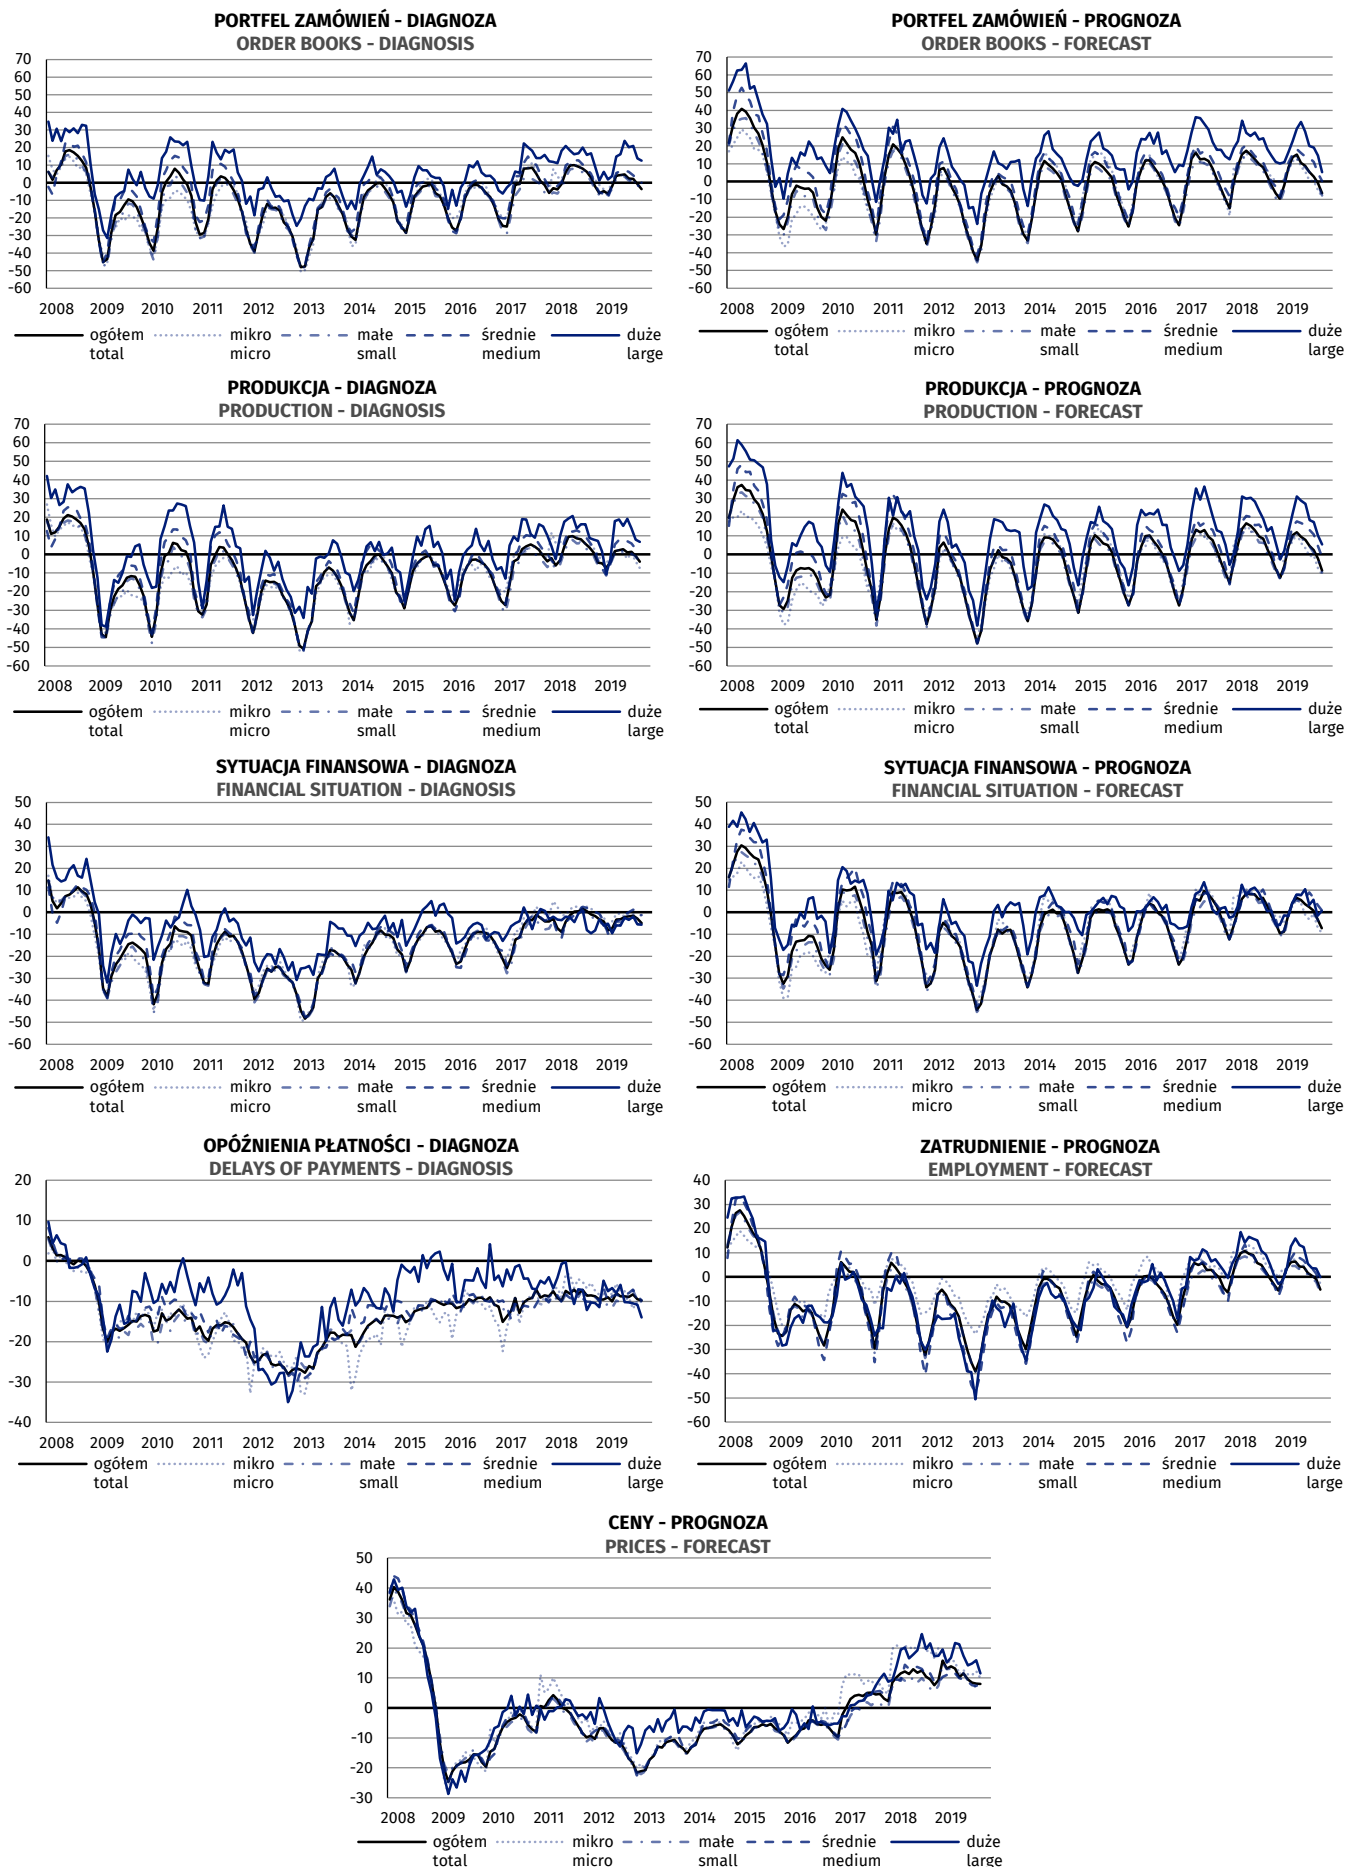 PORTFEL ZAMÓWIEŃ - DIAGNOZA
ORDER BOOKS - DIAGNOSIS
70
60
50
40
30
20
10
0
-10
-20
-30
-40
-50
-60
2008 2009 2010 2011 2012 2013 2014 2015 2016 2017 2018 2019
ogółem mikro małe średnie duże
total micro small medium large
PORTFEL ZAMÓWIEŃ - PROGNOZA
ORDER BOOKS - FORECAST
70
60
50
40
30
20
10
0
-10
-20
-30
-40
-50
-60
2008 2009 2010 2011 2012 2013 2014 2015 2016 2017 2018 2019
ogółem mikro małe średnie duże
total micro small medium large
PRODUKCJA - DIAGNOZA
PRODUCTION - DIAGNOSIS
70
60
50
40
30
20
10
0
-10
-20
-30
-40
-50
-60
2008 2009 2010 2011 2012 2013 2014 2015 2016 2017 2018 2019
ogółem mikro małe średnie duże
total micro small medium large
PRODUKCJA - PROGNOZA
PRODUCTION - FORECAST
70
60
50
40
30
20
10
0
-10
-20
-30
-40
-50
-60
2008 2009 2010 2011 2012 2013 2014 2015 2016 2017 2018 2019
ogółem mikro małe średnie duże
total micro small medium large
SYTUACJA FINANSOWA - DIAGNOZA
FINANCIAL SITUATION - DIAGNOSIS
50
40
30
20
10
0
-10
-20
-30
-40
-50
-60
2008 2009 2010 2011 2012 2013 2014 2015 2016 2017 2018 2019
ogółem mikro małe średnie duże
total micro small medium large
SYTUACJA FINANSOWA - PROGNOZA
FINANCIAL SITUATION - FORECAST
50
40
30
20
10
0
-10
-20
-30
-40
-50
-60
2008 2009 2010 2011 2012 2013 2014 2015 2016 2017 2018 2019
ogółem mikro małe średnie duże
total micro small medium large
OPÓŹNIENIA PŁATNOŚCI - DIAGNOZA
DELAYS OF PAYMENTS - DIAGNOSIS
20
10
0
-10
-20
-30
-40
2008 2009 2010 2011 2012 2013 2014 2015 2016 2017 2018 2019
ogółem mikro małe średnie duże
total micro small medium large
ZATRUDNIENIE - PROGNOZA
EMPLOYMENT - FORECAST
40
30
20
10
0
-10
-20
-30
-40
-50
-60
2008 2009 2010 2011 2012 2013 2014 2015 2016 2017 2018 2019
ogółem mikro małe średnie duże
total micro small medium large
CENY - PROGNOZA
PRICES - FORECAST
50
40
30
20
10
0
-10
-20
-30
2008 2009 2010 2011 2012 2013 2014 2015 2016 2017 2018 2019
ogółem mikro małe średnie duże
total micro small medium large